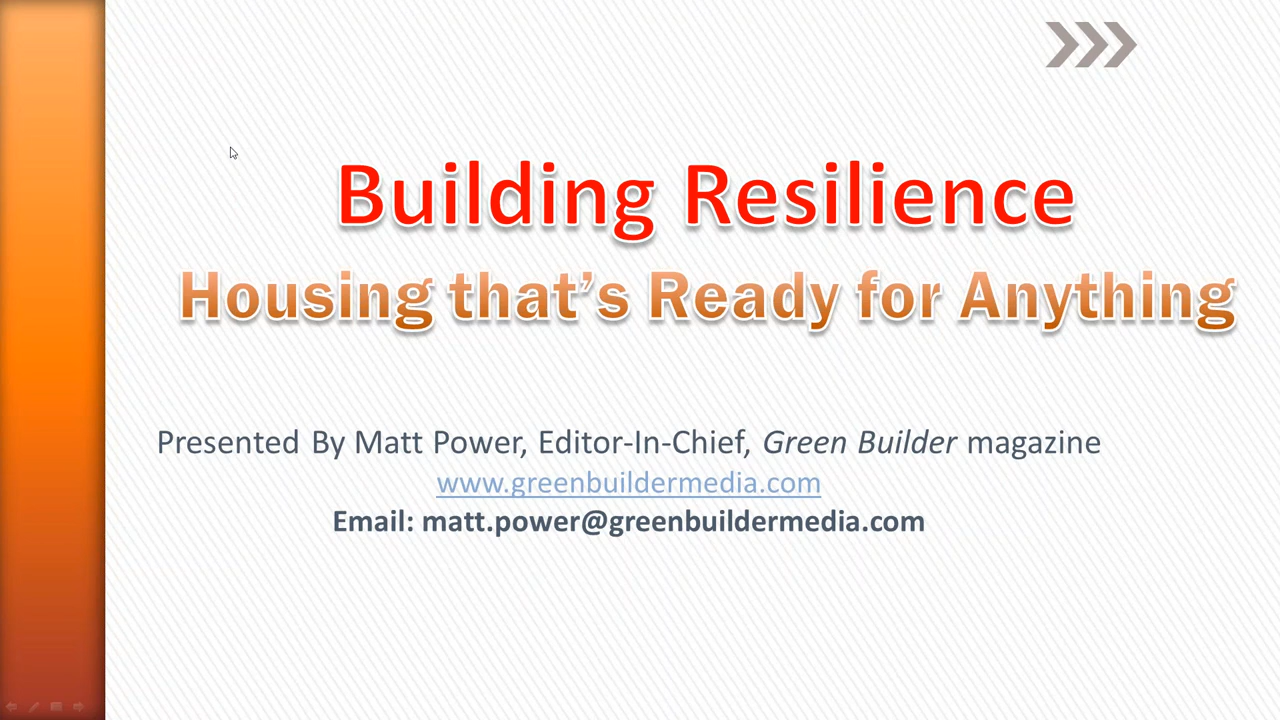 Building Resilience
Housing that’s Ready for Anything
Presented By Matt Power, Editor-In-Chief, Green Builder magazine
www.greenbuildermedia.com
Email: matt.power@greenbuildermedia.com